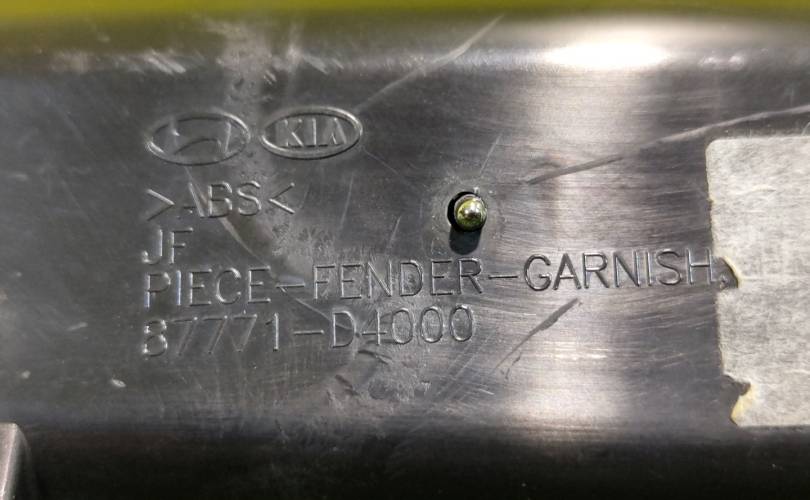 KIA
>ABS<
JF
PIECE-FENDER-GARNISH,
87771-D4000